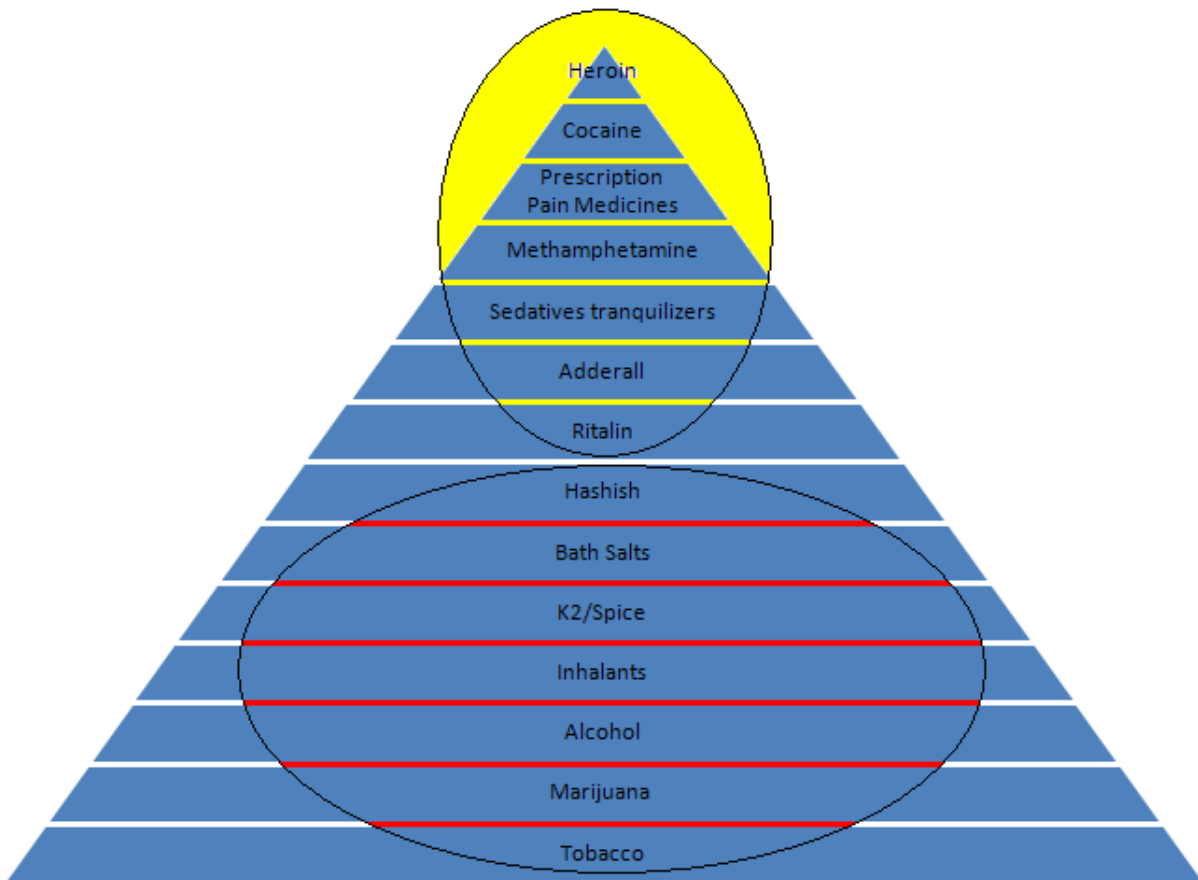 Heroin
Cocaine
Prescription
Pain Medicines
Methamphetamine
Sedatives tranquilizers
Adderall
Ritalin
Hashish
Bath Salts
K2/Spice
Inhalants
Alcohol
Marijuana
Tobacco